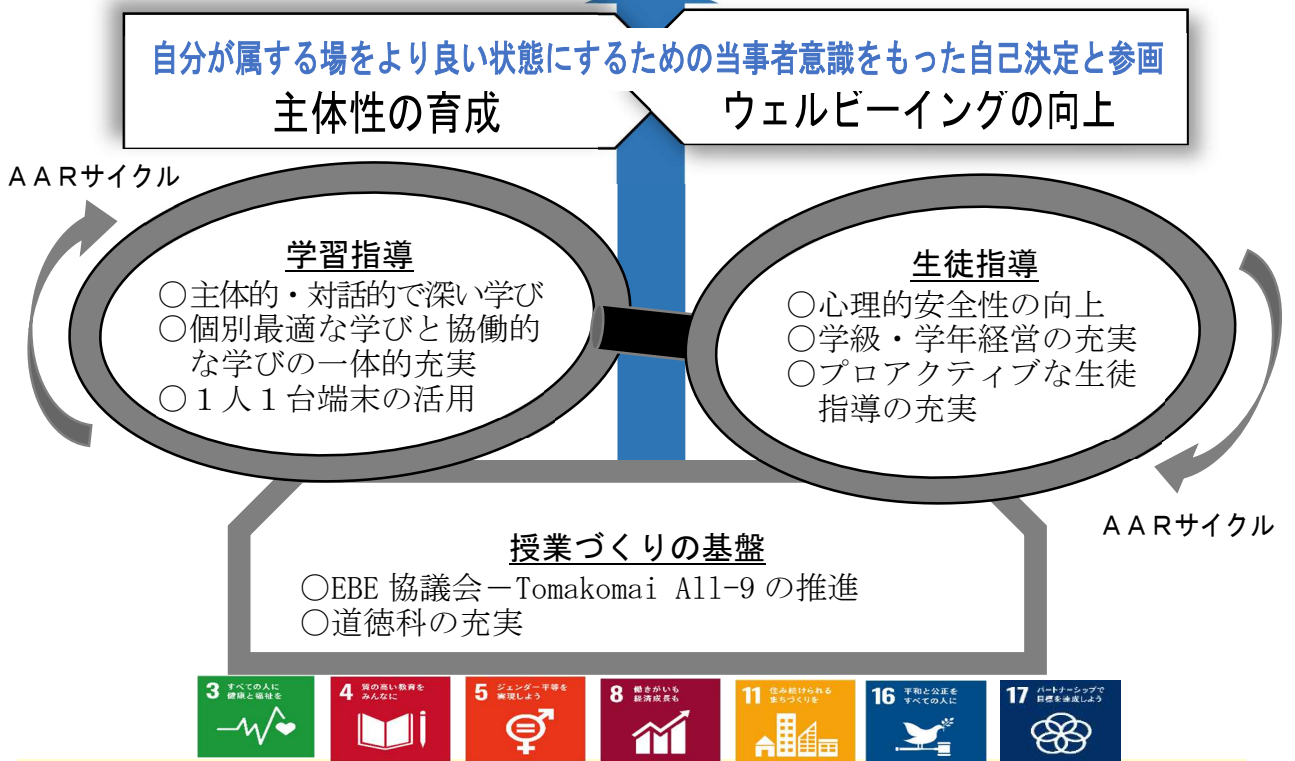 自分が属する場をより良い状態にするための当事者意識をもった自己決定と参画
主体性の育成
ウェルビーイングの向上
ＡＡＲサイクル
学習指導
○主体的・対話的で深い学び
○個別最適な学びと協働的
な学びの一体的充実
○１人１台端末の活用
生徒指導
○心理的安全性の向上
○学級・学年経営の充実
○プロアクティブな生徒
指導の充実
ＡＡＲサイクル
授業づくりの基盤
○EBE 協議会－Tomakomai All-9 の推進
○道徳科の充実
3 すべての人に
健康と福祉を
4 質の高い教育を
みんなに
5 ジェンダー平等を
実現しよう
8 働きがいも
経済成長も
11 住み続けられる
まちづくりを
16 平和と公正を
すべての人に
17 パートナーシップで
目標を達成しよう